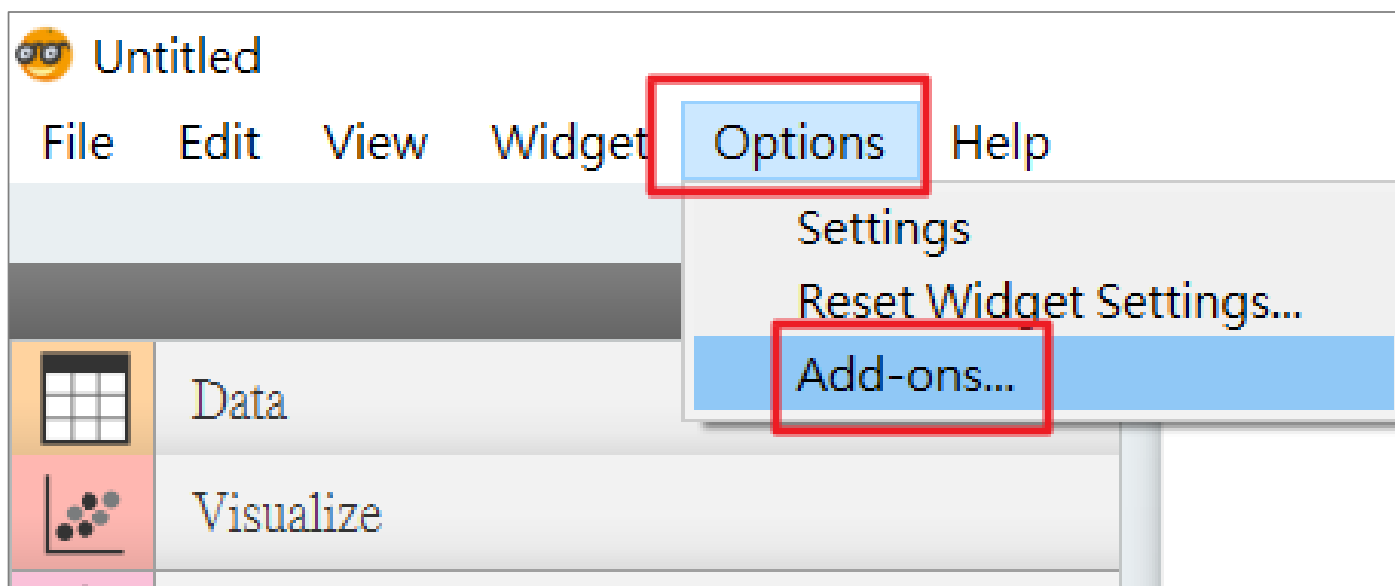 Untitled
File Edit View Widget Options Help
Settings
Reset Widget Settings...
Add-ons...
Data
Visualize